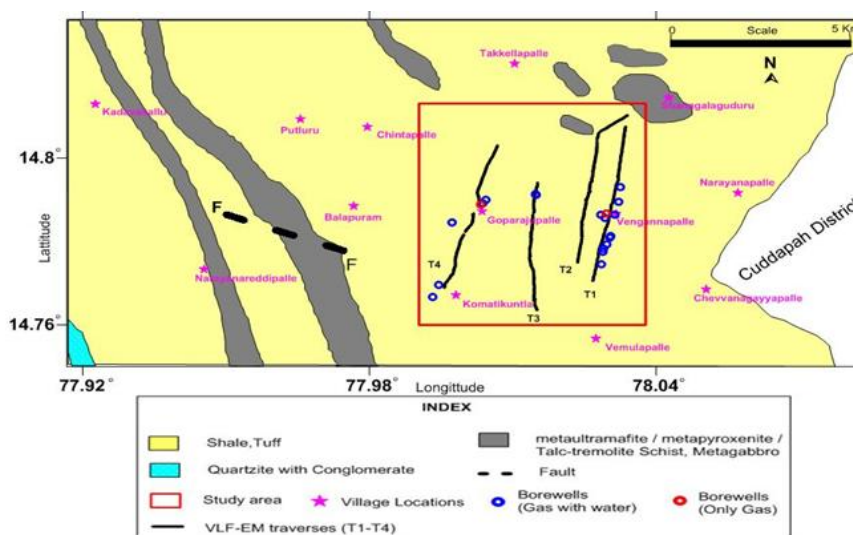 0 Scale 5 Km
Takkellapalle
N
Kadavakallu
Putluru
Chintapalle
14.8
Narayanapalle
F
Balapuram
Goparajupalle
Vengannapalle
Lattitude
F
Narayanareddipalle
T4
Komatikuntla
T2
T1
T3
Cuddapah District
Chevvanagayyapalle
14.76
Vemulapalle
77.92°
77.98°
Longittude
78.04°
INDEX
Shale,Tuff
metaultramafite / metapyroxenite /
Talc-tremolite Schist, Metagabbro
Quartzite with Conglomerate
Fault
Study area
Village Locations
Borewells
(Gas with water)
Borewells
(Only Gas)
VLF-EM traverses (T1-T4)